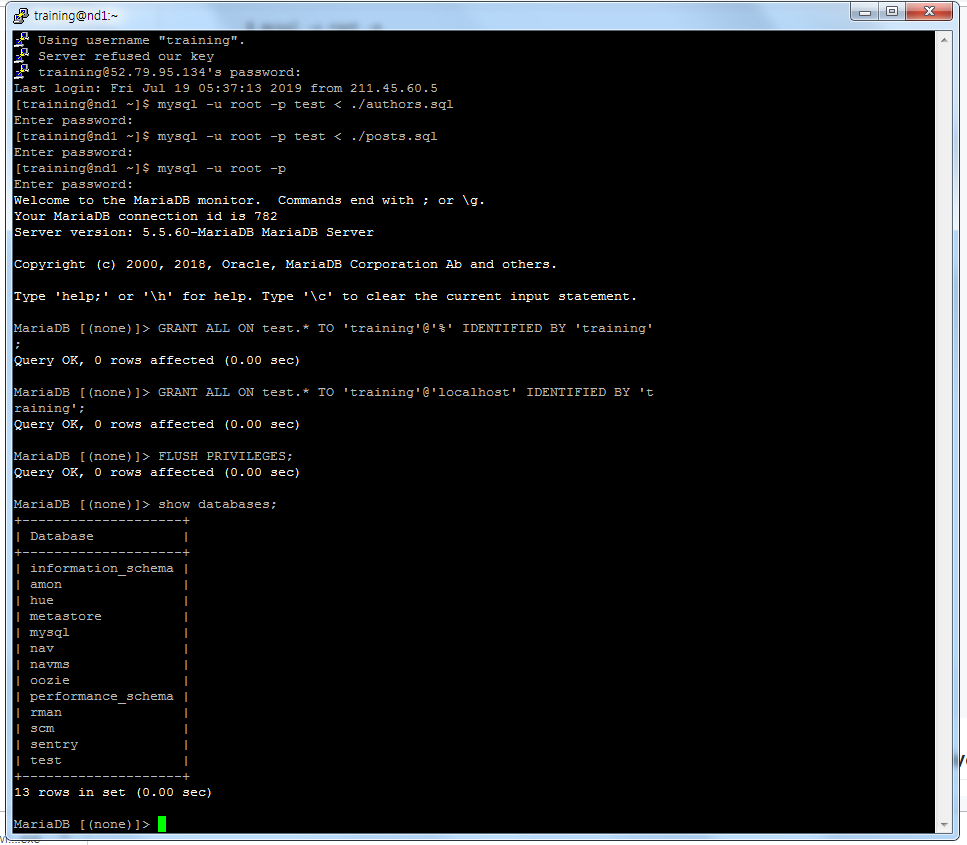 training@nd1:~
Using username "training".
Server refused our key
training@52.79.95.134's password:
Last login: Fri Jul 19 05:37:13 2019 from 211.45.60.5
[training@nd1 ~]$ mysql -u root -p test < ./authors.sql
Enter password:
[training@nd1 ~]$ mysql -u root -p test < ./posts.sql
Enter password:
[training@nd1 ~]$ mysql -u root -p
Enter password:
Welcome to the MariaDB monitor.  Commands end with ; or \g.
Your MariaDB connection id is 782
Server version: 5.5.60-MariaDB MariaDB Server

Copyright (c) 2000, 2018, Oracle, MariaDB Corporation Ab and others.

Type 'help;' or '\h' for help. Type '\c' to clear the current input statement.

MariaDB [(none)]> GRANT ALL ON test.* TO 'training'@'%' IDENTIFIED BY 'training'
;
Query OK, 0 rows affected (0.00 sec)

MariaDB [(none)]> GRANT ALL ON test.* TO 'training'@'localhost' IDENTIFIED BY 't
raining';
Query OK, 0 rows affected (0.00 sec)

MariaDB [(none)]> FLUSH PRIVILEGES;
Query OK, 0 rows affected (0.00 sec)

MariaDB [(none)]> show databases;
+--------------------+
| Database           |
+--------------------+
| information_schema |
| amon               |
| hue                |
| metastore          |
| mysql              |
| nav                |
| navms              |
| oozie              |
| performance_schema |
| rman               |
| scm                |
| sentry             |
| test               |
+--------------------+
13 rows in set (0.00 sec)

MariaDB [(none)]>